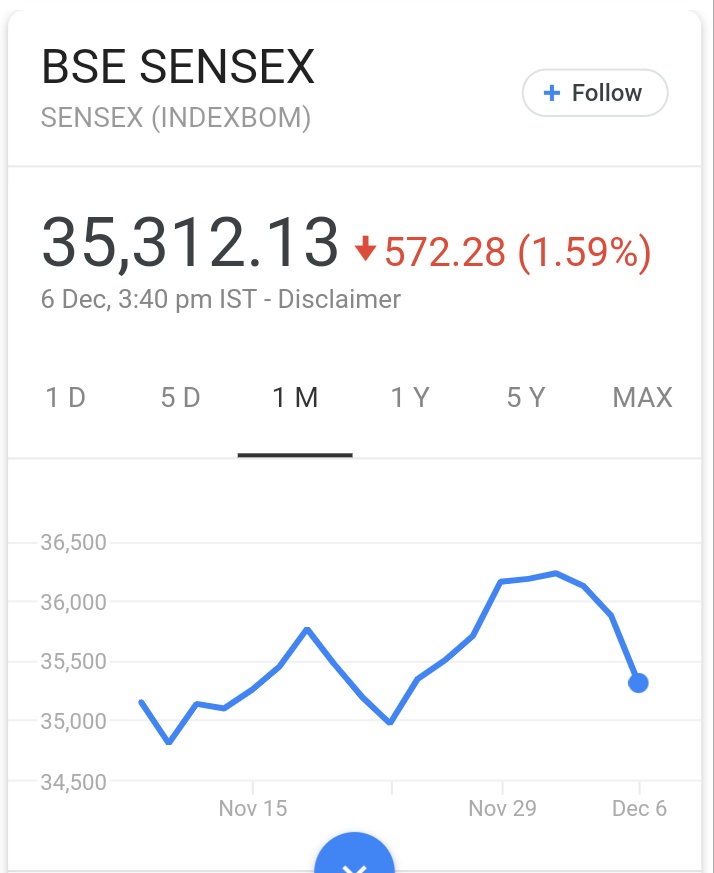 BSE SENSEX
+ Follow
SENSEX (INDEXBOM)
35,312.13 572.28 (1.59%)
6 Dec, 3:40 pm IST - Disclaimer
1 D 5 D 1 M 1 Y 5 Y MAX
36,500
36,000
35,500
35,000
34,500
Nov 15 Nov 29 Dec 6